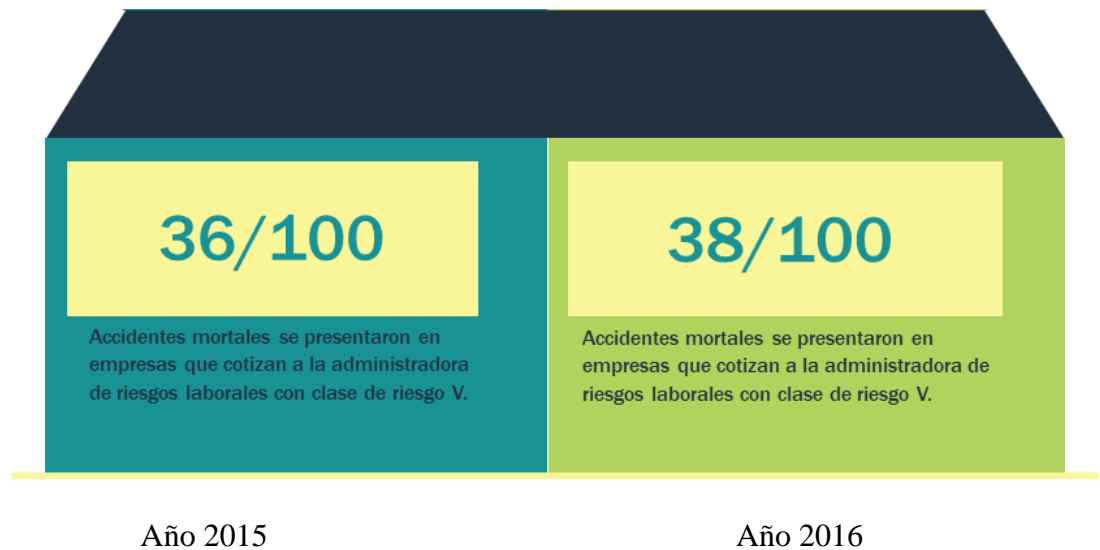 36/100
Accidentes mortales se presentaron en
empresas que cotizan a la administradora
de riesgos laborales con clase de riesgo V.
38/100
Accidentes mortales se presentaron en
empresas que cotizan a la administradora de
riesgos laborales con clase de riesgo V.
Año 2015
Año 2016